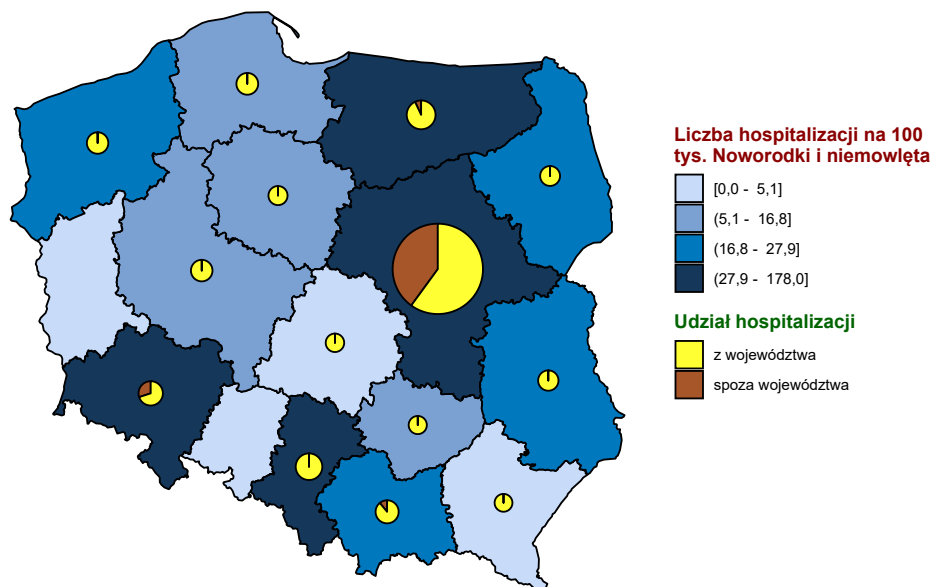 Liczba hospitalizacji na 100
tys. Noworodki i niemowlęta
[0,0 - 5,1]
(5,1 - 16,8]
(16,8 - 27,9]
(27,9 - 178,0]
Udział hospitalizacji
z województwa
spoza województwa